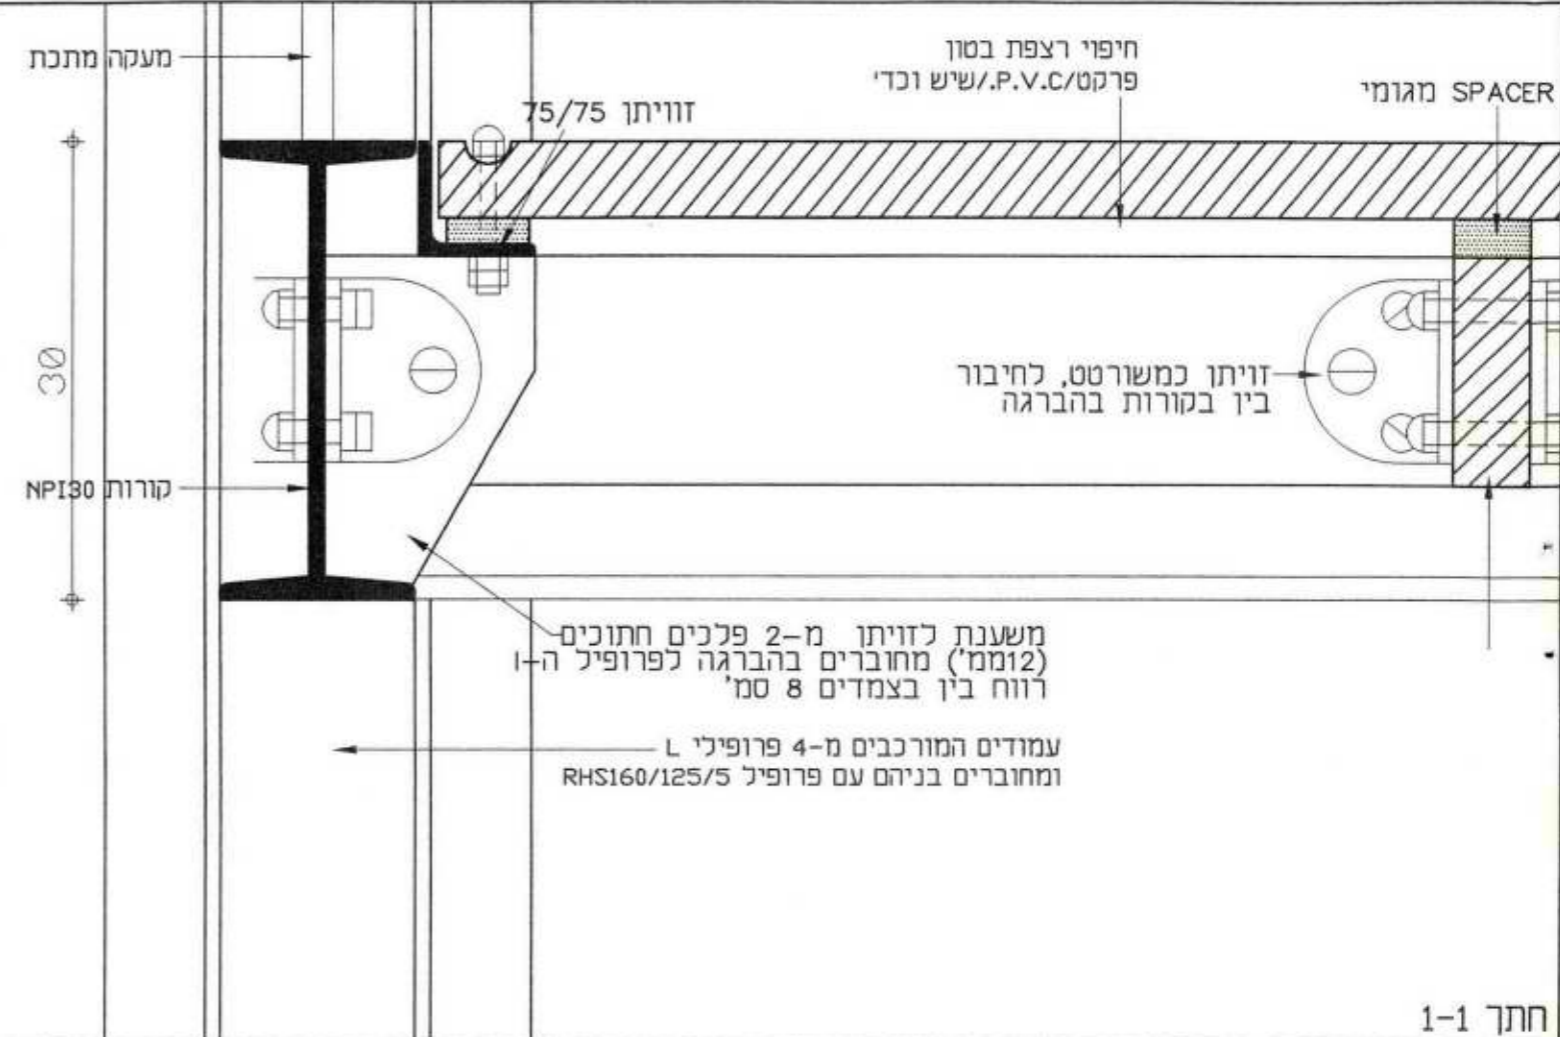 מעקה מתכת
חיפוי רצפת בטון
פרקט/P.V.C./שיש וכד'
SPACER מגומי
זוויתן 75/75
30
זויתן כמשורטט, לחיבור
בין בקורות בהברגה
קורות NPI30
משענת לזויתן מ-2 פלכים חתוכים
(12ממ') מחוברים בהברגה לפרופיל ה-I
רווח בין בצמדים 8 סמ'
עמודים המורכבים מ-4 פרופילי L
ומחוברים בניהם עם פרופיל RHS160/125/5
חתך 1-1